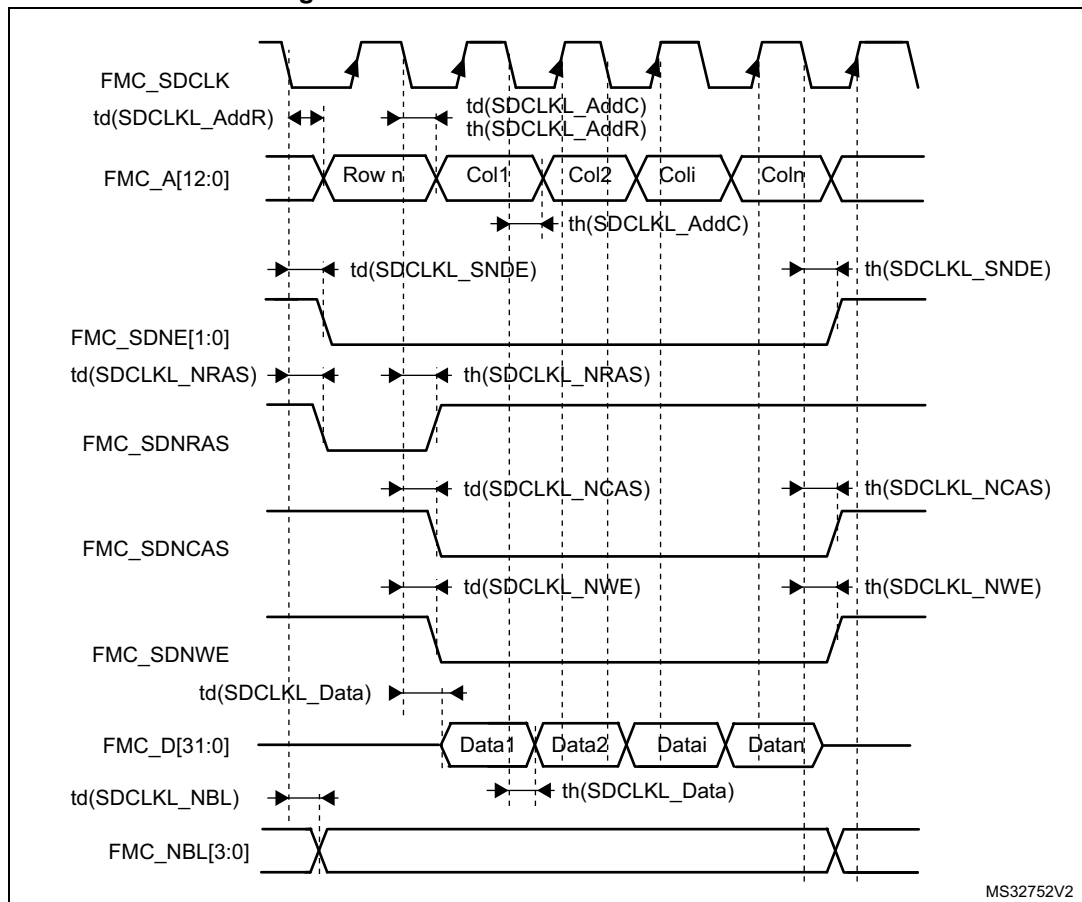 FMC_SDCLK
td(SDCLKL_AddR)
td(SDCLKL_AddC)
th(SDCLKL_AddR)
FMC_A[12:0]
Row n
Col1
Col2
Coli
Coln
th(SDCLKL_AddC)
td(SDCLKL_SNDE)
th(SDCLKL_SNDE)
FMC_SDNE[1:0]
td(SDCLKL_NRAS)
th(SDCLKL_NRAS)
FMC_SDNRAS
td(SDCLKL_NCAS)
th(SDCLKL_NCAS)
FMC_SDNCAS
td(SDCLKL_NWE)
th(SDCLKL_NWE)
FMC_SDNWE
td(SDCLKL_Data)
FMC_D[31:0]
Data1
Data2
Datai
Datan
th(SDCLKL_Data)
td(SDCLKL_NBL)
FMC_NBL[3:0]
MS32752V2